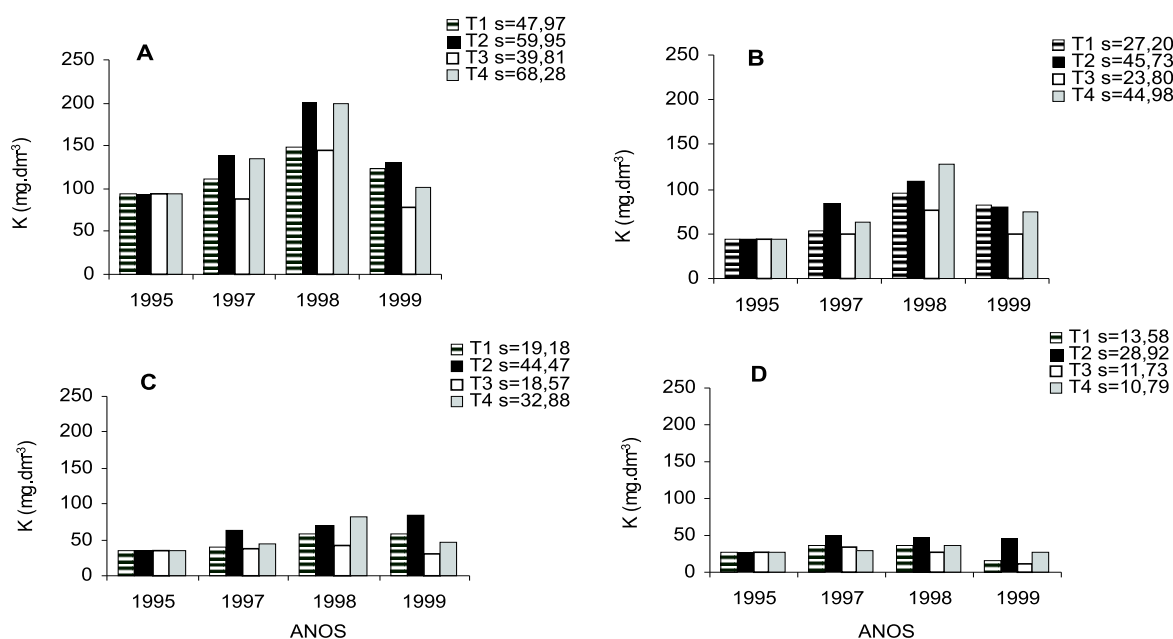 A
T1 s=47,97
T2 s=59,95
T3 s=39,81
T4 s=68,28
K (mg.dm-³)
250
200
150
100
50
0
1995 1997 1998 1999
B
T1 s=27,20
T2 s=45,73
T3 s=23,80
T4 s=44,98
K (mg.dm-³)
250
200
150
100
50
0
1995 1997 1998 1999
C
T1 s=19,18
T2 s=44,47
T3 s=18,57
T4 s=32,88
K (mg.dm-³)
250
200
150
100
50
0
1995 1997 1998 1999
ANOS
D
T1 s=13,58
T2 s=28,92
T3 s=11,73
T4 s=10,79
K (mg.dm-³)
250
200
150
100
50
0
1995 1997 1998 1999
ANOS